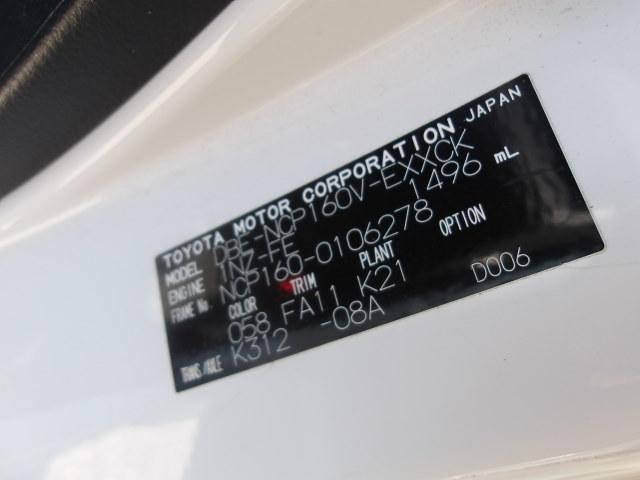 TOYOTA MOTOR CORPORATION JAPAN
MODEL DBE-NCP160V-EXXCK
ENGINE 1NZ-FE 1496 mL
FRAME No. NCP160-0106278
COLOR TRIM PLANT OPTION
058 FA11 K21
TRANS/AXLE K312 -08A D006